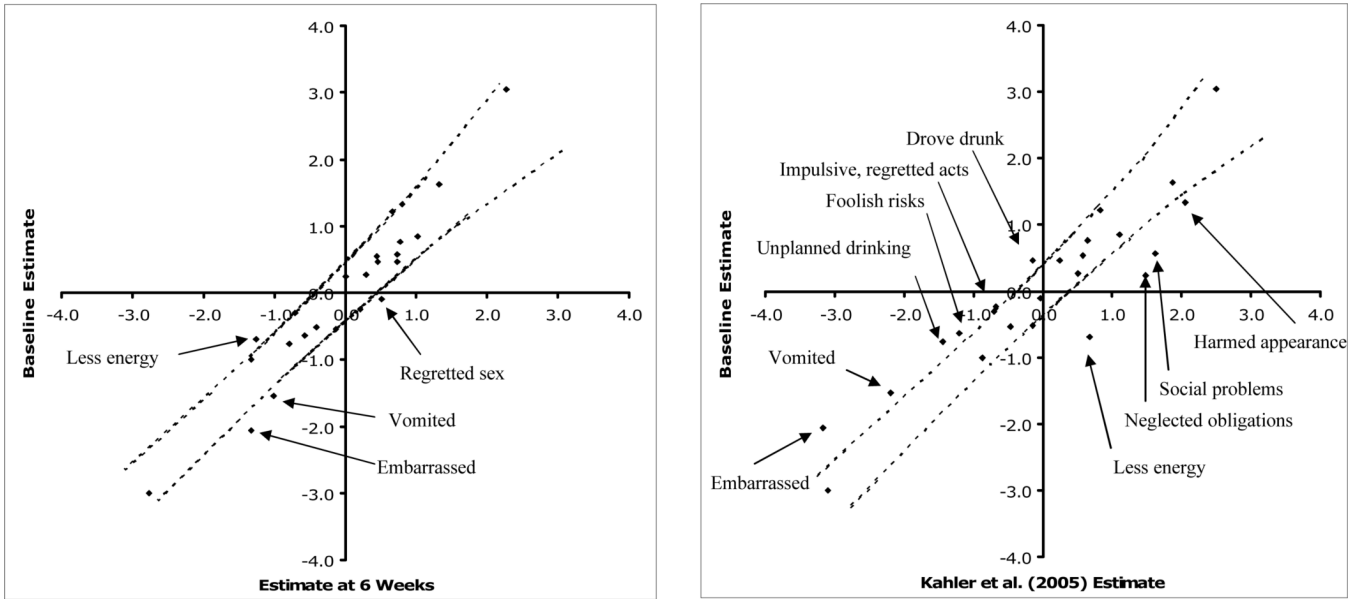 4.0
3.0
2.0
1.0
0.0
-4.0 -3.0 -2.0 -1.0 1.0 2.0 3.0 4.0
-1.0
-2.0
-3.0
-4.0
Baseline Estimate
Less energy
Regretted sex
Vomited
Embarrassed
Estimate at 6 Weeks
4.0
3.0
2.0
1.0
0.0
-4.0 -3.0 -2.0 -1.0 1.0 2.0 3.0 4.0
-1.0
-2.0
-3.0
-4.0
Baseline Estimate
Drove drunk
Impulsive, regretted acts
Foolish risks
Unplanned drinking
Vomited
Embarrassed
Harmed appearance
Social problems
Neglected obligations
Less energy
Kahler et al. (2005) Estimate